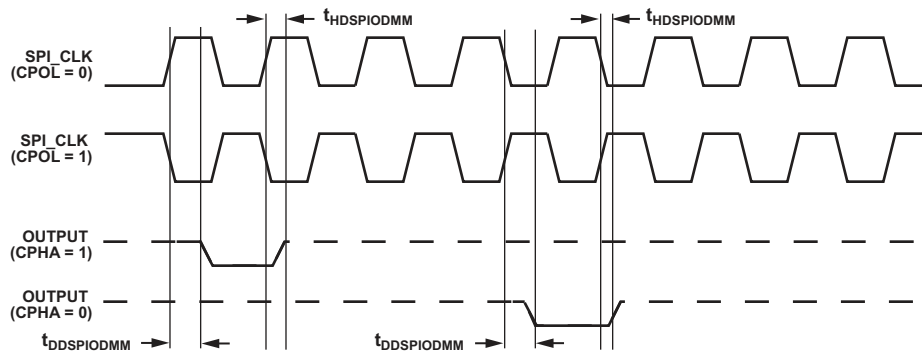 tHDSPIODMM
tHDSPIODMM
SPI_CLK
(CPOL = 0)
SPI_CLK
(CPOL = 1)
OUTPUT
(CPHA = 1)
OUTPUT
(CPHA = 0)
tDDSPIODMM
tDDSPIODMM